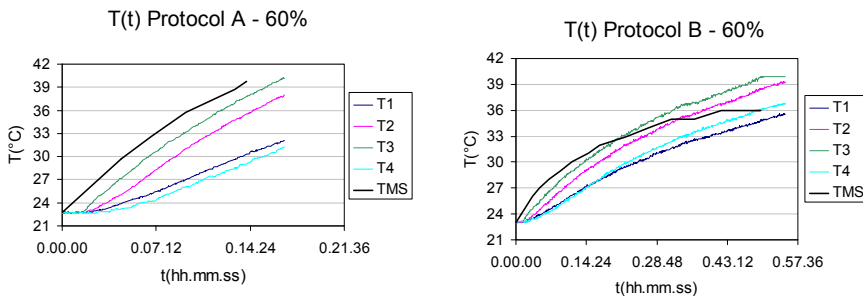 T(t) Protocol A - 60%
T(°C)
42
39
36
33
30
27
24
21
0.00.00
0.07.12
0.14.24
0.21.36
t(hh.mm.ss)
T1
T2
T3
T4
TMS
T(t) Protocol B - 60%
T(°C)
42
39
36
33
30
27
24
21
0.00.00
0.14.24
0.28.48
0.43.12
0.57.36
t(hh.mm.ss)
T1
T2
T3
T4
TMS